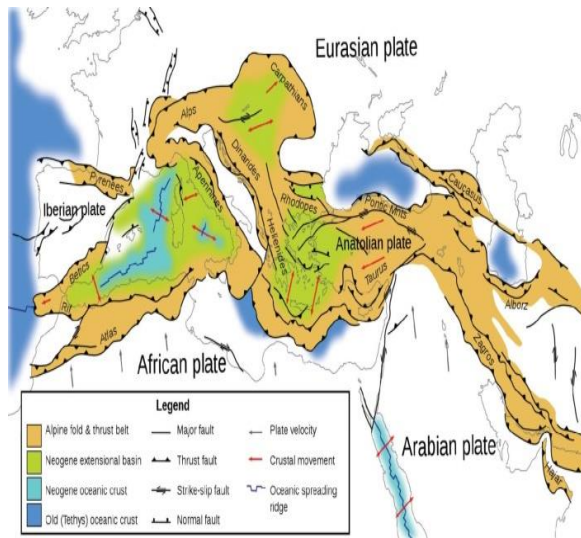 Eurasian plate
Carpathians
Alps
Dinarides
Pyrenees
Apennines
Caucasus
Iberian plate
Rhodopes
Pontic Mnts
Hellenides
Anatolian plate
Betics
Rif
Taurus
Alborz
Atlas
African plate
Zagros
Arabian plate
Hajar
Legend
Alpine fold & thrust belt
Neogene extensional basin
Neogene oceanic crust
Old (Tethys) oceanic crust
Major fault
Thrust fault
Strike-slip fault
Normal fault
Plate velocity
Crustal movement
Oceanic spreading
ridge